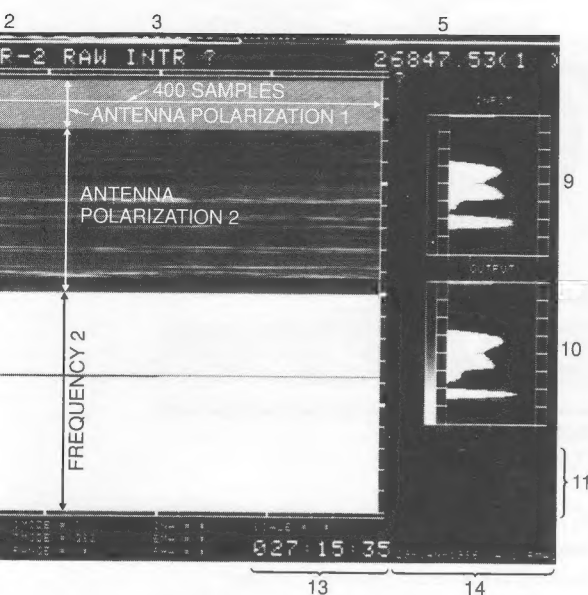 2 3 5
R-2 RAW INTR ? 26847.53(1 )
?
400 SAMPLES
ANTENNA POLARIZATION 1
ANTENNA
POLARIZATION 2
FREQUENCY 2
INPUT
9
OUTPUT
10
11
027:15:35
13 14